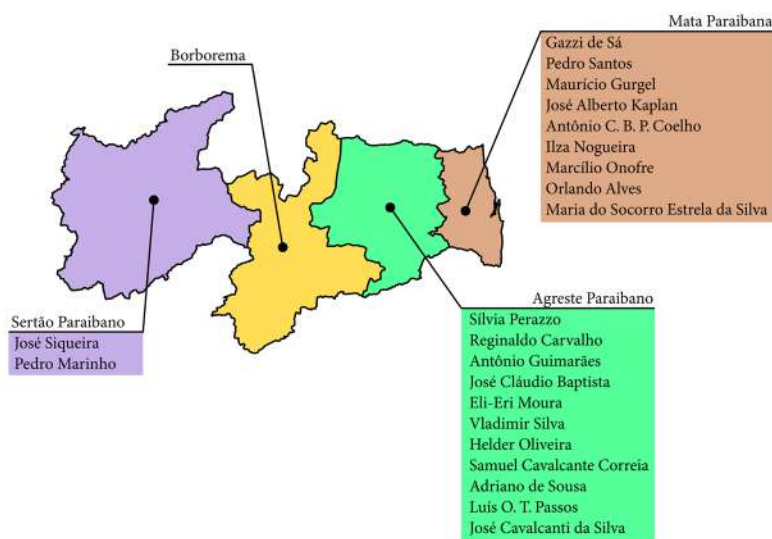 Mata Paraibana
Gazzi de Sá
Pedro Santos
Maurício Gurgel
José Alberto Kaplan
Antônio C. B. P. Coelho
Ilza Nogueira
Marcílio Onofre
Orlando Alves
Maria do Socorro Estrela da Silva
Borborema
Sertão Paraibano
José Siqueira
Pedro Marinho
Agreste Paraibano
Sílvia Perazzo
Reginaldo Carvalho
Antônio Guimarães
José Cláudio Baptista
Eli-Eri Moura
Vladimir Silva
Helder Oliveira
Samuel Cavalcante Correia
Adriano de Sousa
Luís O. T. Passos
José Cavalcanti da Silva